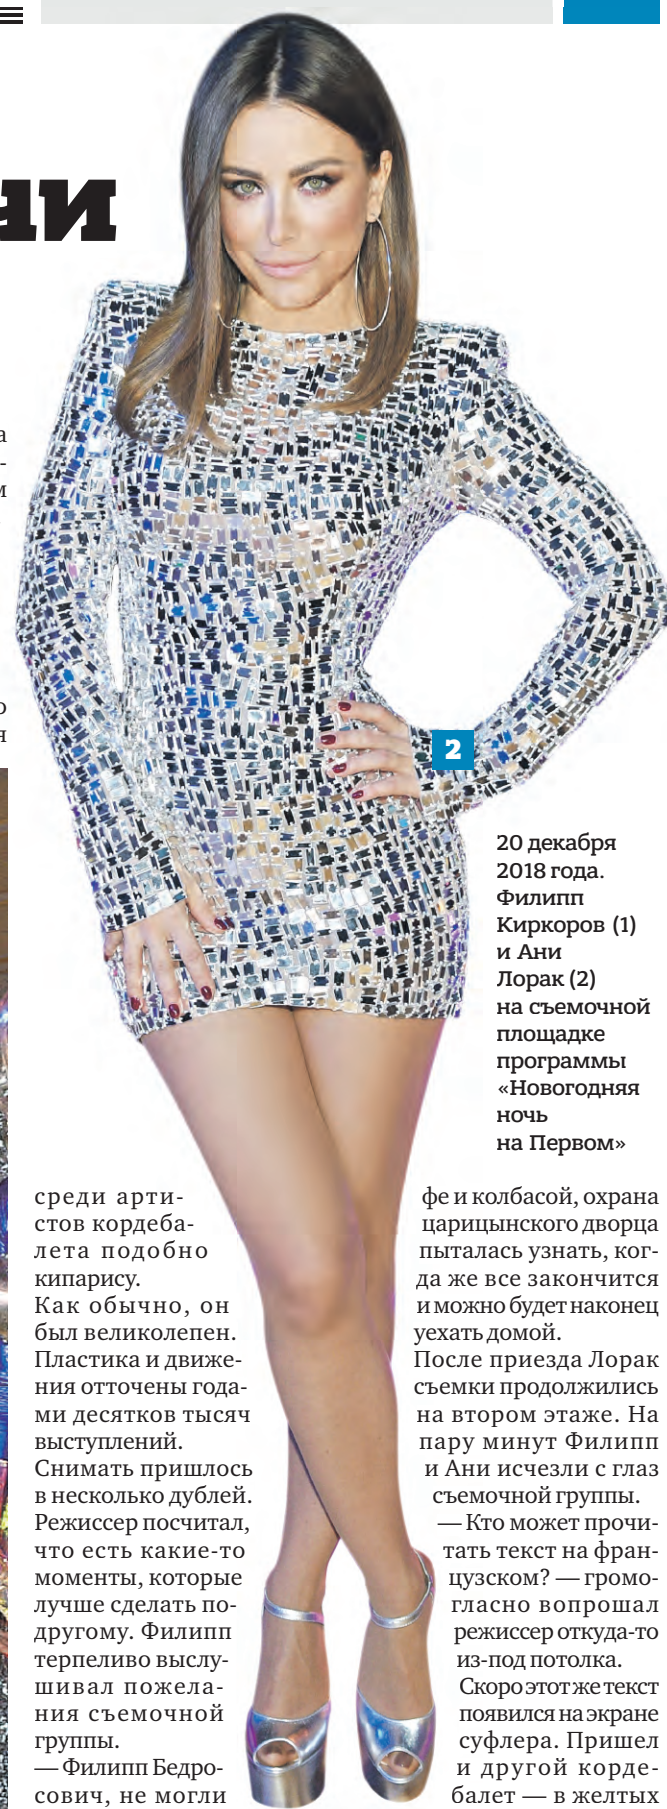 ни
а
-
м
о
я
2
20 декабря
2018 года.
Филипп
Киркоров (1)
и Ани
Лорак (2)
на съемочной
площадке
программы
«Новогодняя
ночь
на Первом»
среди арти-
стов кордеба-
лета подобно
кипарису.
Как обычно, он
был великолепен.
Пластика и движе-
ния отточены года-
ми десятков тысяч
выступлений.
Снимать пришлось
в несколько дублей.
Режиссер посчитал,
что есть какие-то
моменты, которые
лучше сделать по-
другому. Филипп
терпеливо выслу-
шивал пожела-
ния съемочной
группы.
— Филипп Бедро-
сович, не могли
фе и колбасой, охрана
царицынского дворца
пыталась узнать, ког-
да же все закончится
и можно будет наконец
уехать домой.
После приезда Лорак
съемки продолжились
на втором этаже. На
пару минут Филипп
и Ани исчезли с глаз
съемочной группы.
— Кто может прочи-
тать текст на фран-
цузском? — громо-
гласно вопрошал
режиссер откуда-то
из-под потолка.
Скоро этот же текст
появился на экране
суфлера. Пришел
и другой корде-
балет — в желтых